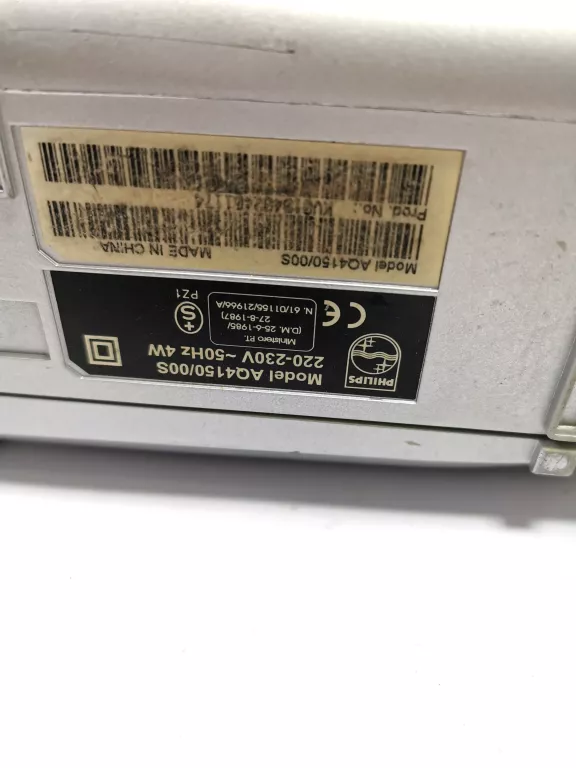 PHILIPS
Model AQ4150/00S
220-230V ~50Hz 4W
Ministero P.T.
(D.M. 25-6-1985/
27-8-1987)
N. 61/01155/21966/A
CE
S
PZ1
Model AQ4150/00S
MADE IN CHINA
Prod. No.: